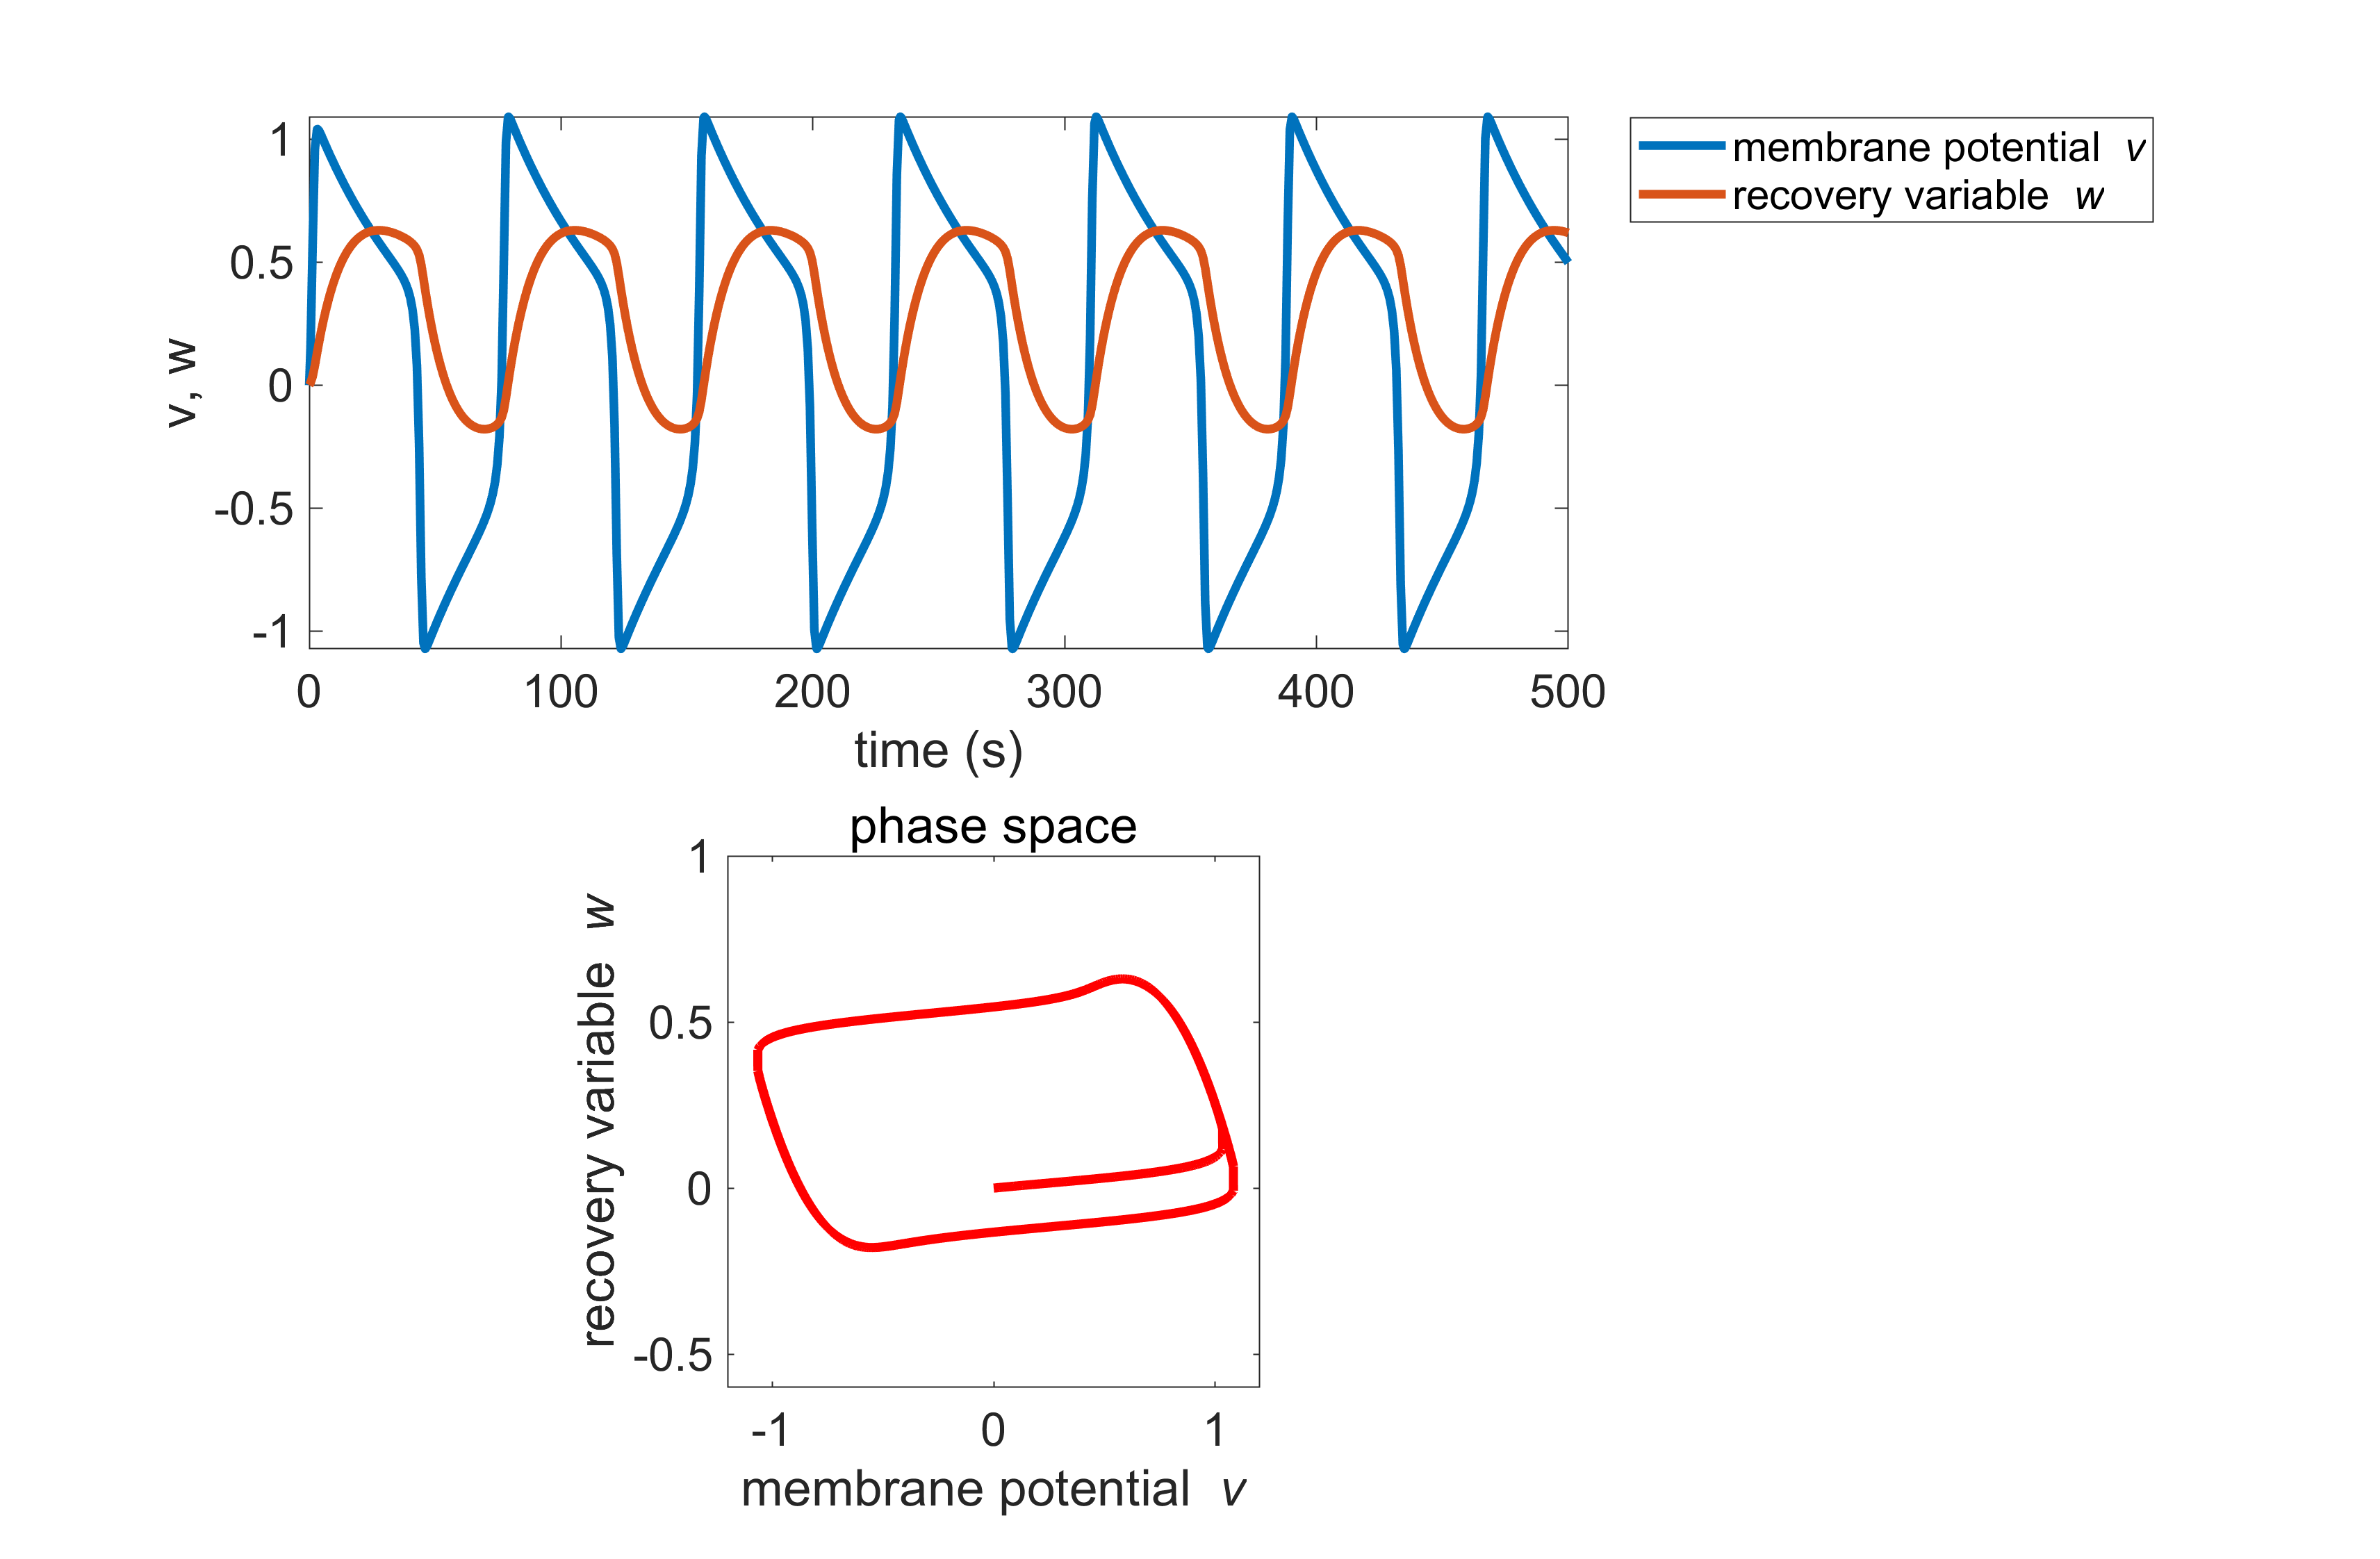 membrane potential v
recovery variable w
1
0.5
0
-0.5
-1
v, w
0 100 200 300 400 500
time (s)
phase space
1
0.5
0
-0.5
recovery variable w
-1 0 1
membrane potential v